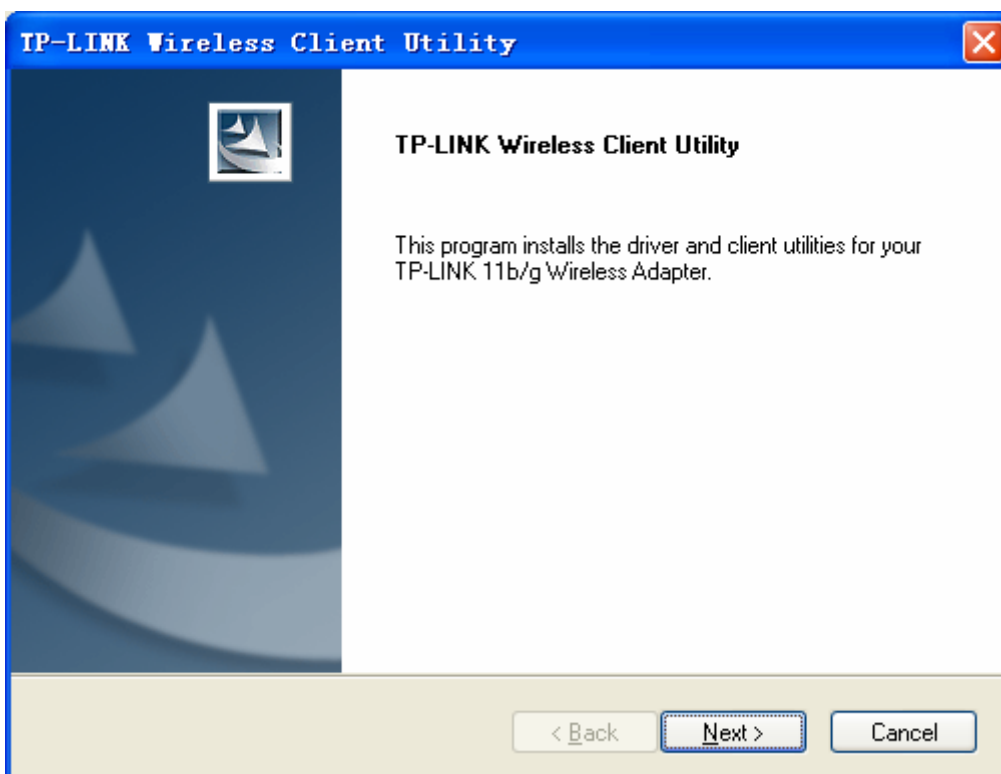 TP-LINK Wireless Client Utility
TP-LINK Wireless Client Utility
This program installs the driver and client utilities for your
TP-LINK 11b/g Wireless Adapter.
< Back Next > Cancel